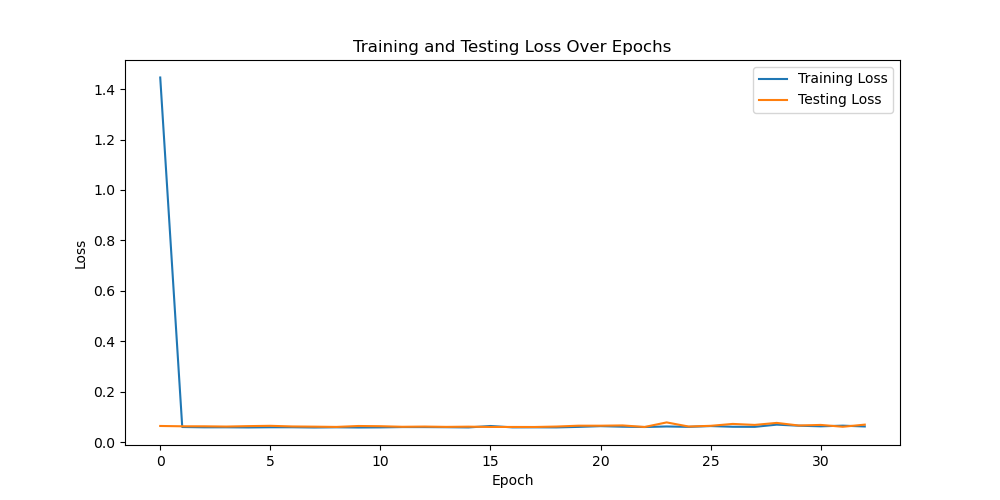 Training and Testing Loss Over Epochs
Training Loss
Testing Loss
1.4
1.2
1.0
0.8
0.6
0.4
0.2
0.0
Loss
0 5 10 15 20 25 30
Epoch